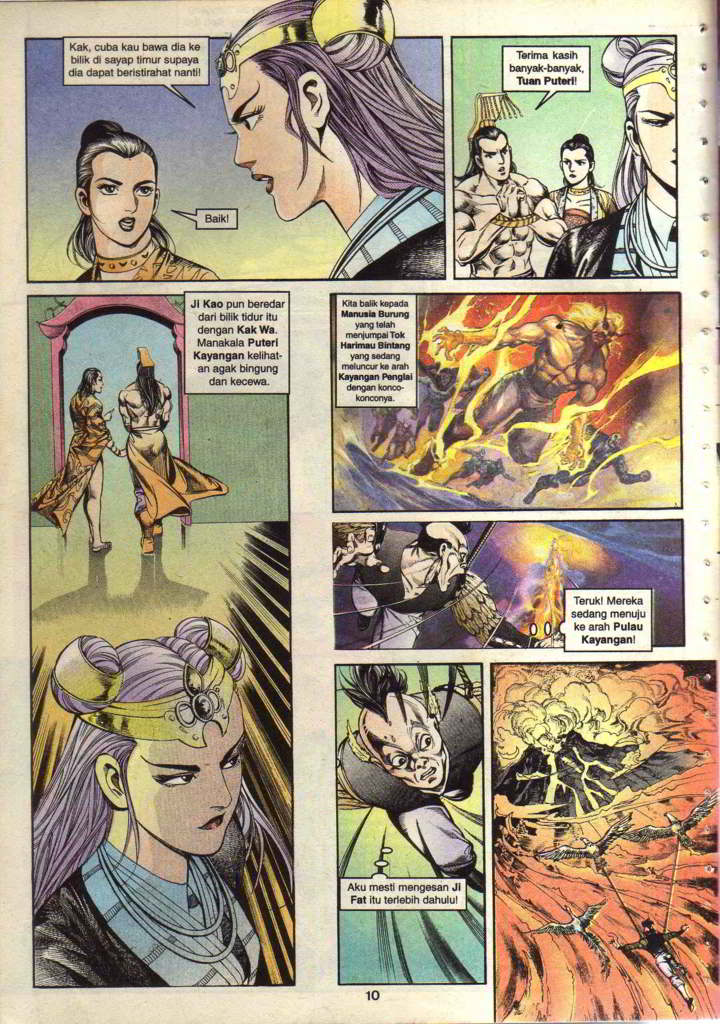 Kak, cuba kau bawa dia ke
bilik di sayap timur supaya
dia dapat beristirahat nanti!
Baik!
Terima kasih
banyak-banyak,
Tuan Puteri!
Ji Kao pun beredar
dari bilik tidur itu
dengan Kak Wa.
Manakala Puteri
Kayangan kelihat-
an agak bingung
dan kecewa.
Kita balik kepada
Manusia Burung
yang telah
menjumpai Tok
Harimau Bintang
yang sedang
meluncur ke arah
Kayangan Penglai
dengan konco-
konconya.
Teruk! Mereka
sedang menuju
ke arah Pulau
Kayangan!
Aku mesti mengesan Ji
Fat itu terlebih dahulu!
10